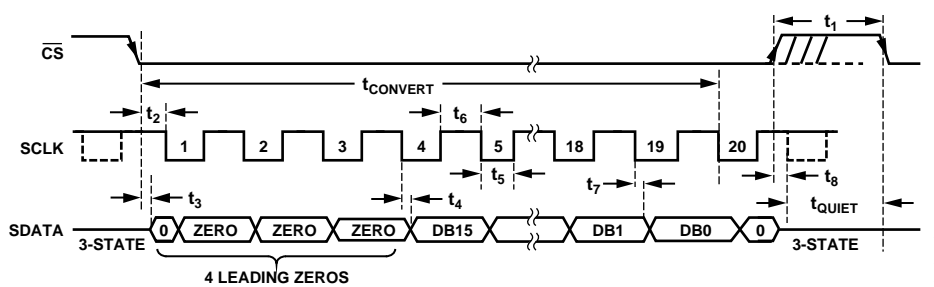 t1
CS
tCONVERT
t2
t6
SCLK
1 2 3 4 5 18 19 20
t5
t7
t8
t3
t4
tQUIET
SDATA
0 ZERO ZERO ZERO DB15 DB1 DB0 0
3-STATE
3-STATE
4 LEADING ZEROS